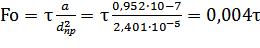 Fo = τ a/d²пр = τ 0,952·10−7/2,401·10⁻⁵ = 0,004τ